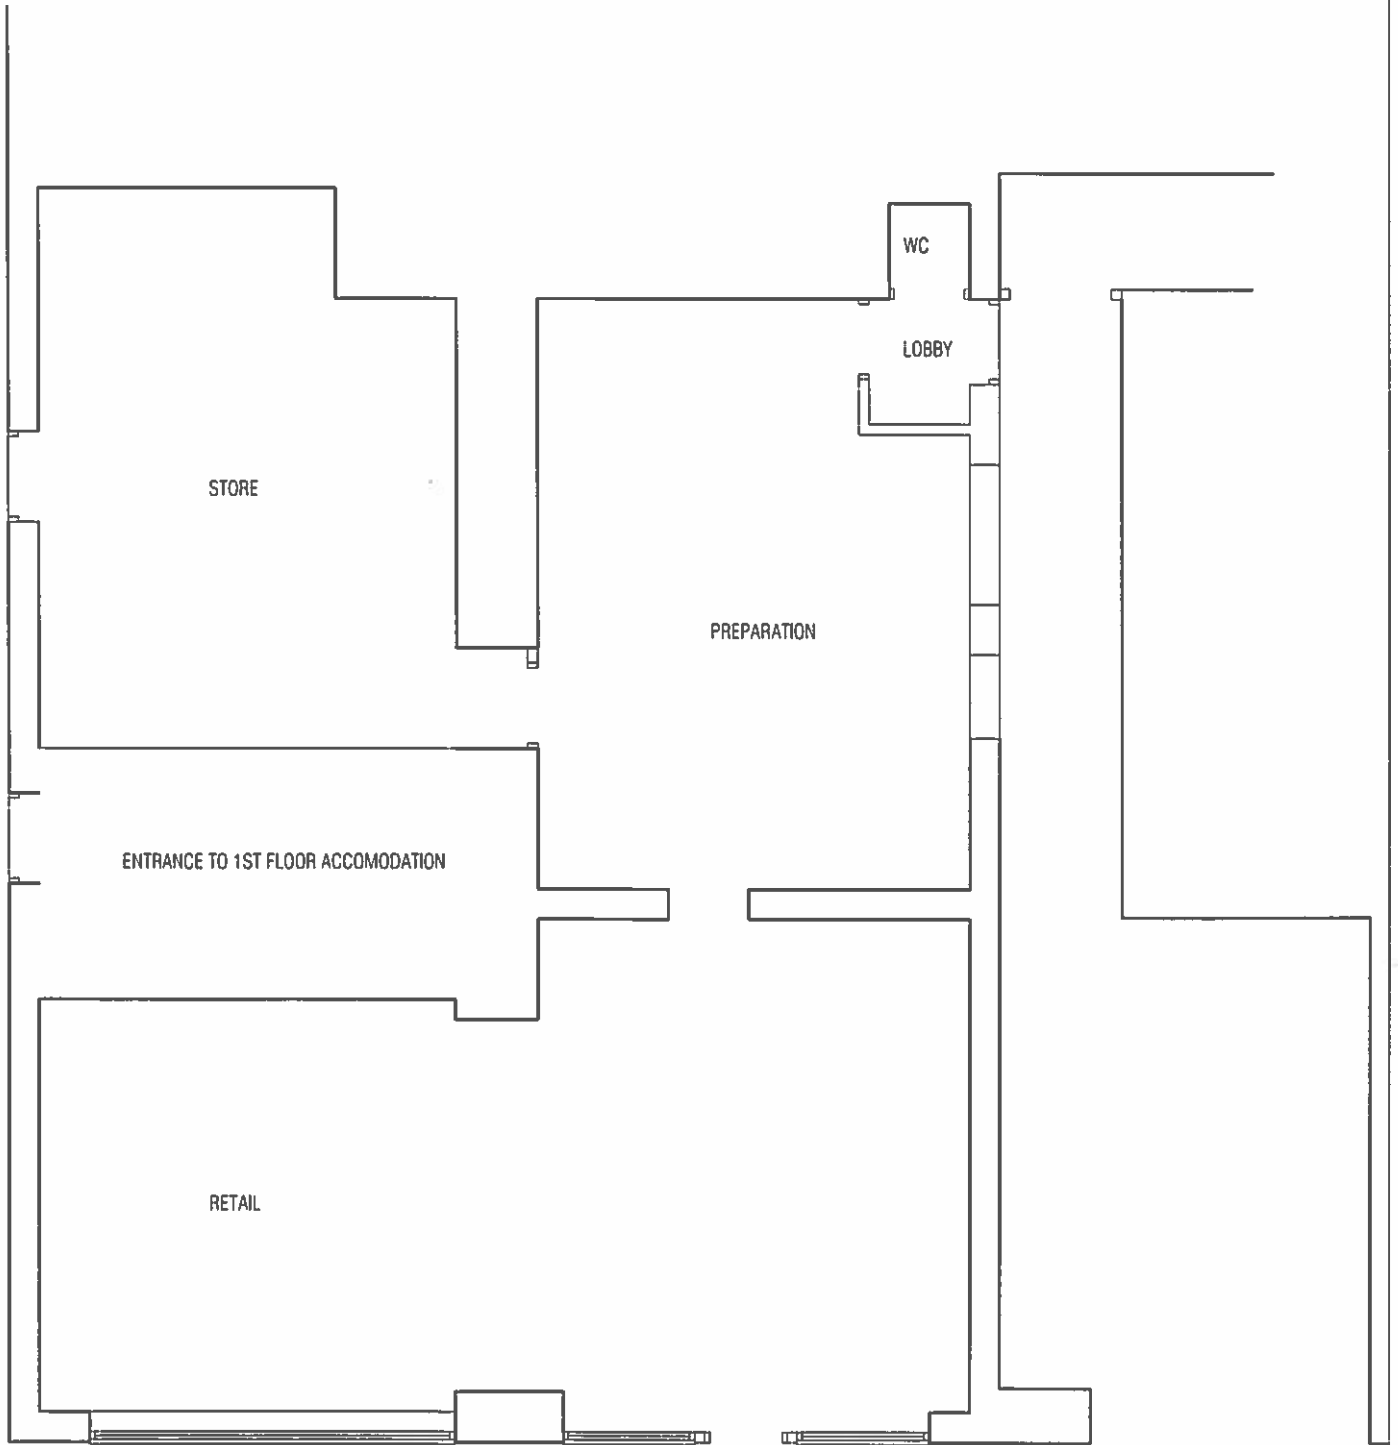 WC
LOBBY
STORE
PREPARATION
ENTRANCE TO 1ST FLOOR ACCOMODATION
RETAIL